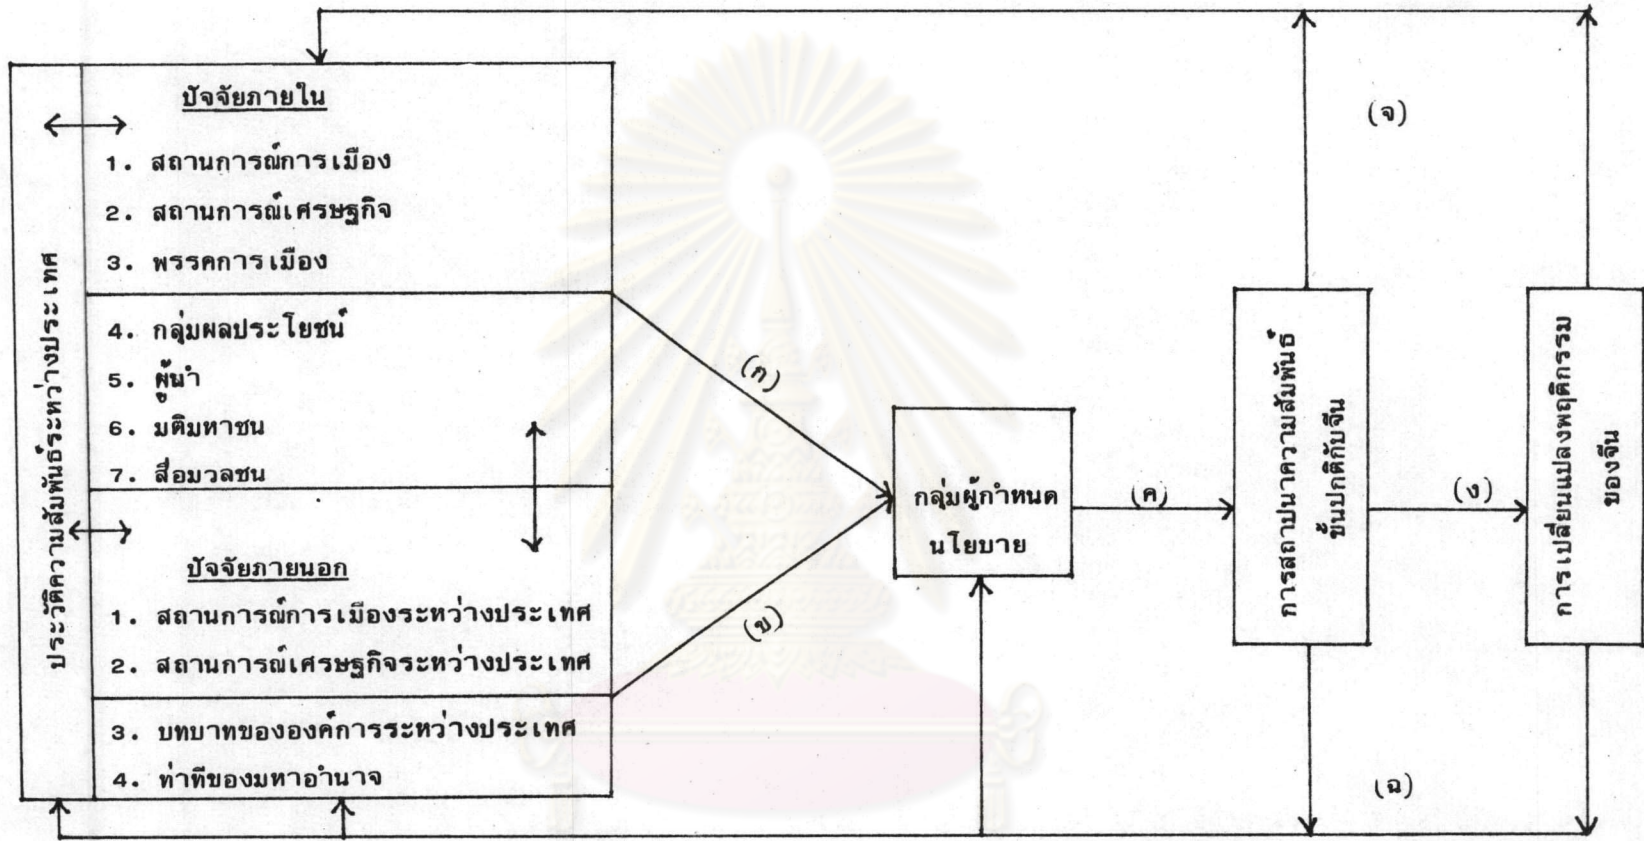 ประวัติความสัมพันธ์ระหว่างประเทศ
ปัจจัยภายใน
1. สถานการณ์การเมือง
2. สถานการณ์เศรษฐกิจ
3. พรรคการเมือง
4. กลุ่มผลประโยชน์
5. ผู้นำ
6. มติมหาชน
7. สื่อมวลชน
ปัจจัยภายนอก
1. สถานการณ์การเมืองระหว่างประเทศ
2. สถานการณ์เศรษฐกิจระหว่างประเทศ
3. บทบาทขององค์การระหว่างประเทศ
4. ท่าทีของมหาอำนาจ
(ก)
(ข)
กลุ่มผู้กำหนด
นโยบาย
(ค)
การสถาปนาความสัมพันธ์
ขั้นปกติกับจีน
(ง)
การเปลี่ยนแปลงพฤติกรรม
ของจีน
(จ)
(ฉ)